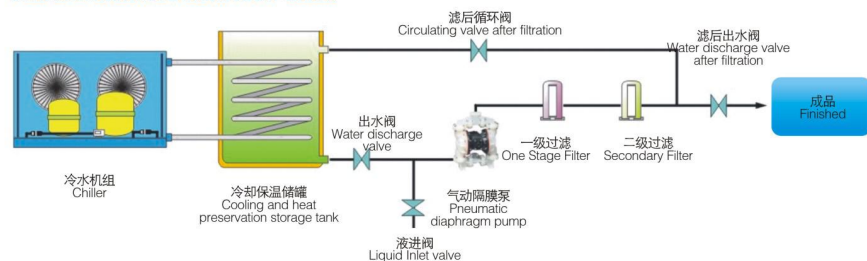 滤后循环阀
Circulating valve after filtration
滤后出水阀
Water discharge valve
after filtration
成品
Finished
出水阀
Water discharge
valve
一级过滤
One Stage Filter
二级过滤
Secondary Filter
冷水机组
Chiller
冷却保温储罐
Cooling and heat
preservation storage tank
气动隔膜泵
Pneumatic
diaphragm pump
液进阀
Liquid Inlet valve